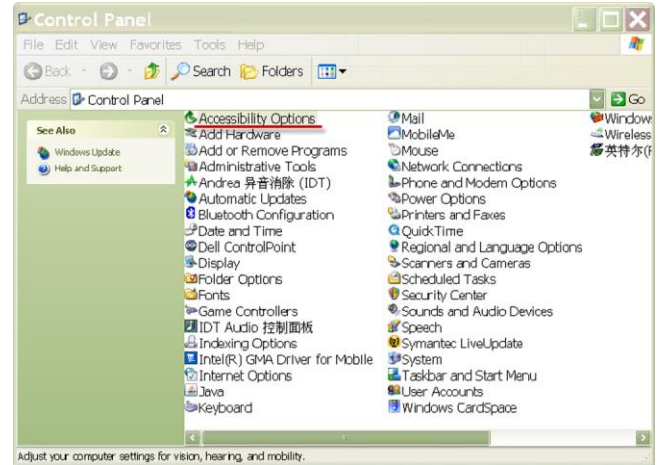 Control Panel
File Edit View Favorites Tools Help
Back Search Folders
Address Control Panel Go
See Also
Windows Update
Help and Support
Accessibility Options
Add Hardware
Add or Remove Programs
Administrative Tools
Andrea 异音消除 (IDT)
Automatic Updates
Bluetooth Configuration
Date and Time
Dell ControlPoint
Display
Folder Options
Fonts
Game Controllers
IDT Audio 控制面板
Indexing Options
Intel(R) GMA Driver for Mobile
Internet Options
Java
Keyboard
Mail
MobileMe
Mouse
Network Connections
Phone and Modem Options
Power Options
Printers and Faxes
QuickTime
Regional and Language Options
Scanners and Cameras
Scheduled Tasks
Security Center
Sounds and Audio Devices
Speech
Symantec LiveUpdate
System
Taskbar and Start Menu
User Accounts
Windows CardSpace
Window
Wireless
英特尔(F
Adjust your computer settings for vision, hearing, and mobility.